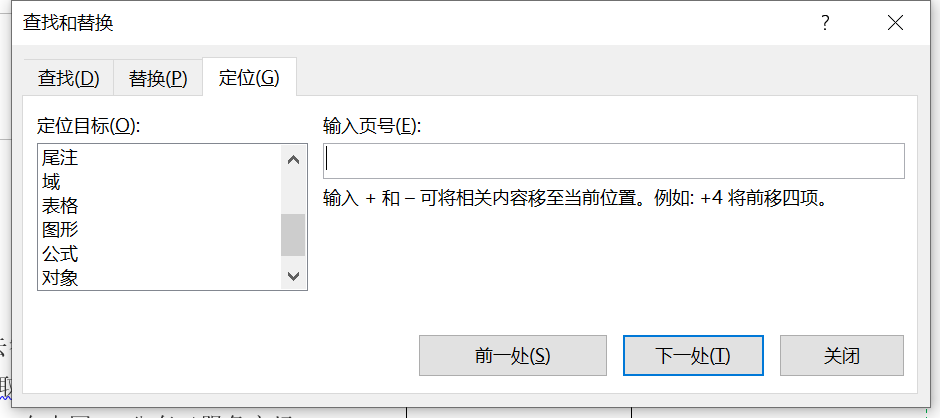 查找和替换
查找(D) 替换(P) 定位(G)
定位目标(O):
尾注
域
表格
图形
公式
对象
输入页号(E):
输入 + 和 – 可将相关内容移至当前位置。例如: +4 将前移四项。
前一处(S) 下一处(T) 关闭